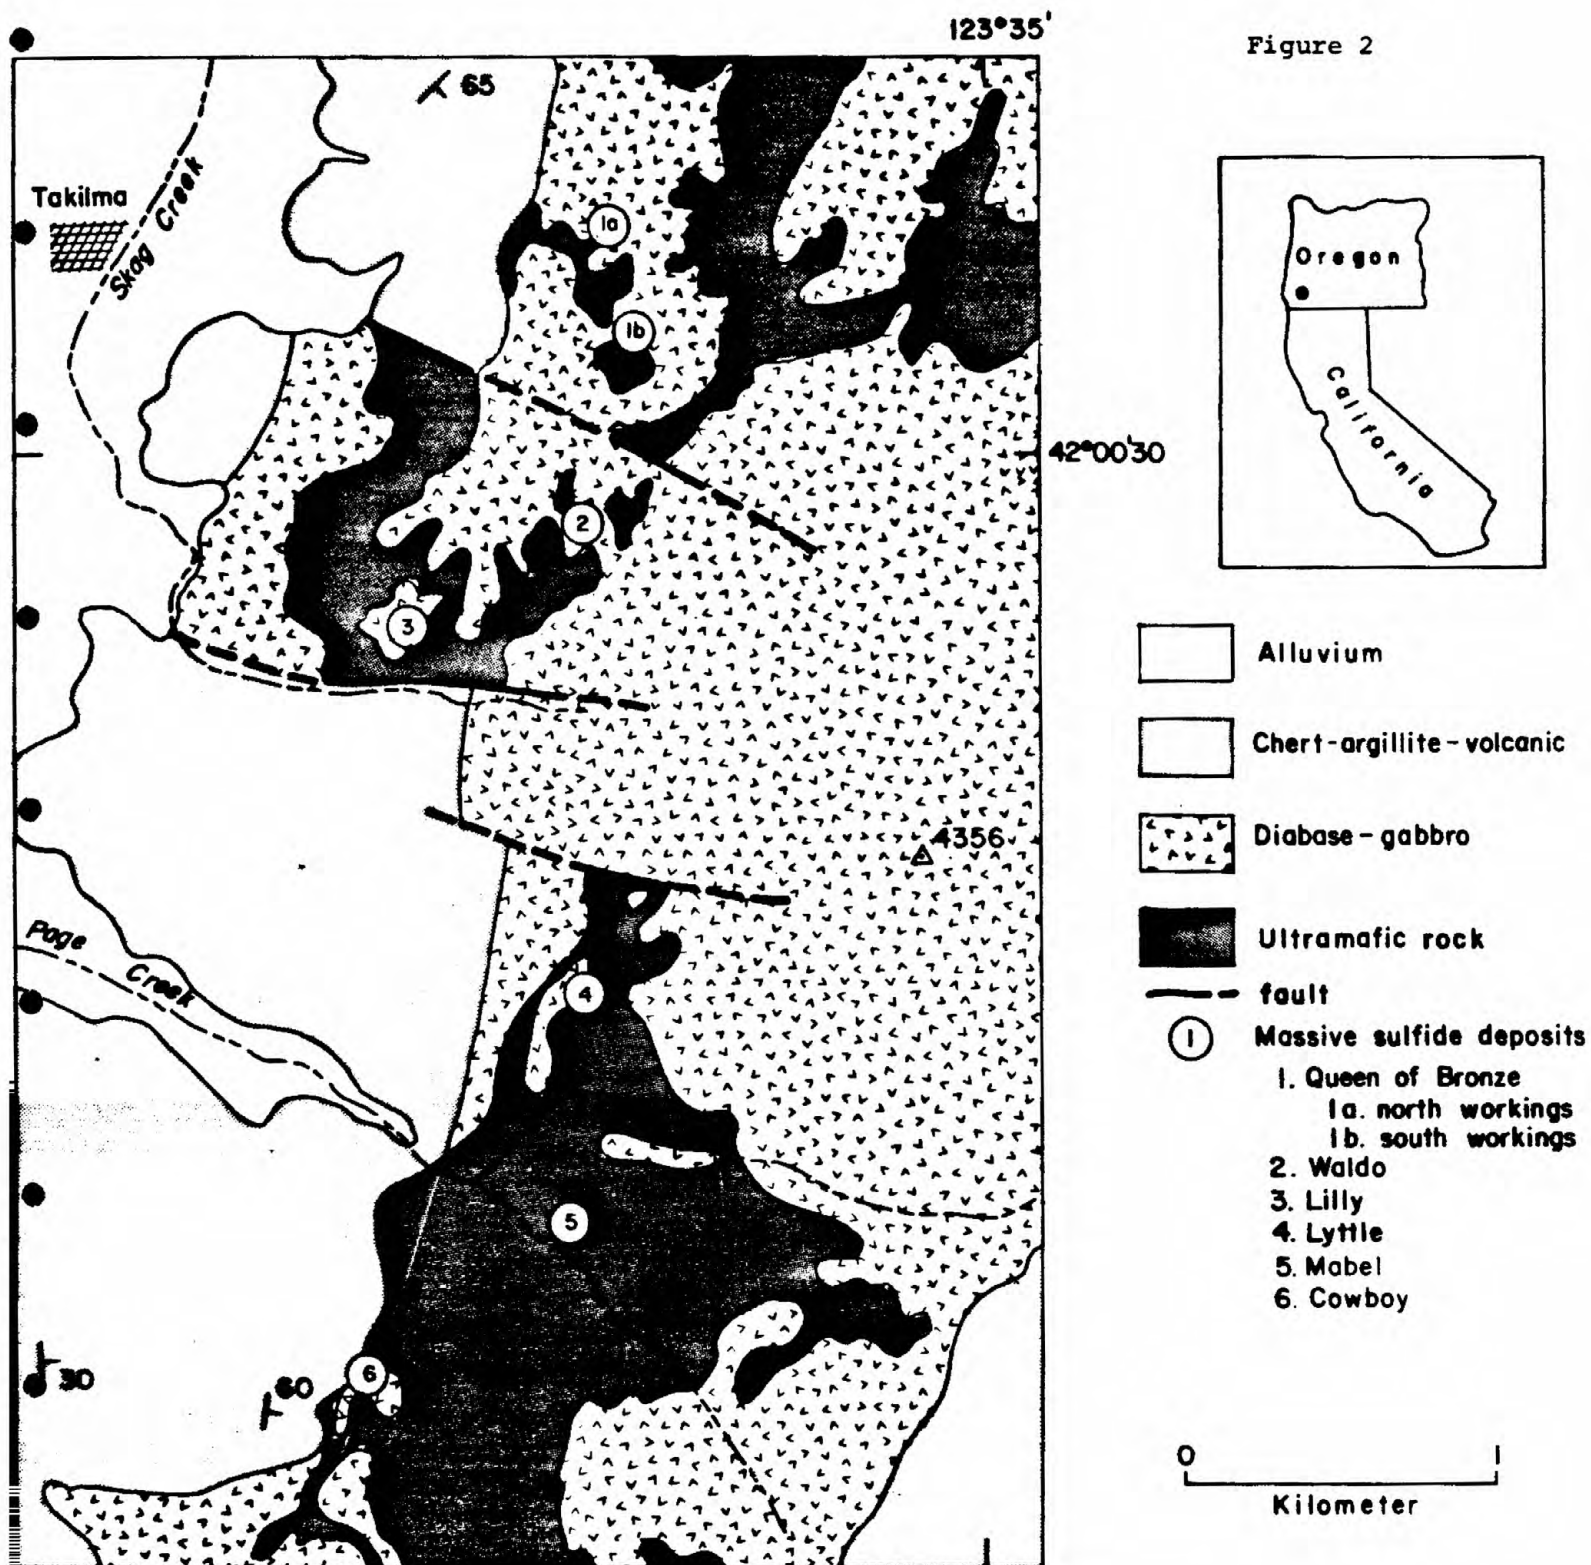 123°35'
Figure 2
65
Takilma
Skag Creek
1a
1b
Oregon
California
42°00'30
2
3
Alluvium
Chert-argillite-volcanic
Diabase-gabbro
4356
Page Creek
Ultramafic rock
fault
4
1 Massive sulfide deposits
1. Queen of Bronze
1a. north workings
1b. south workings
2. Waldo
3. Lilly
4. Lyttle
5. Mabel
6. Cowboy
5
6
30
60
0 1
Kilometer